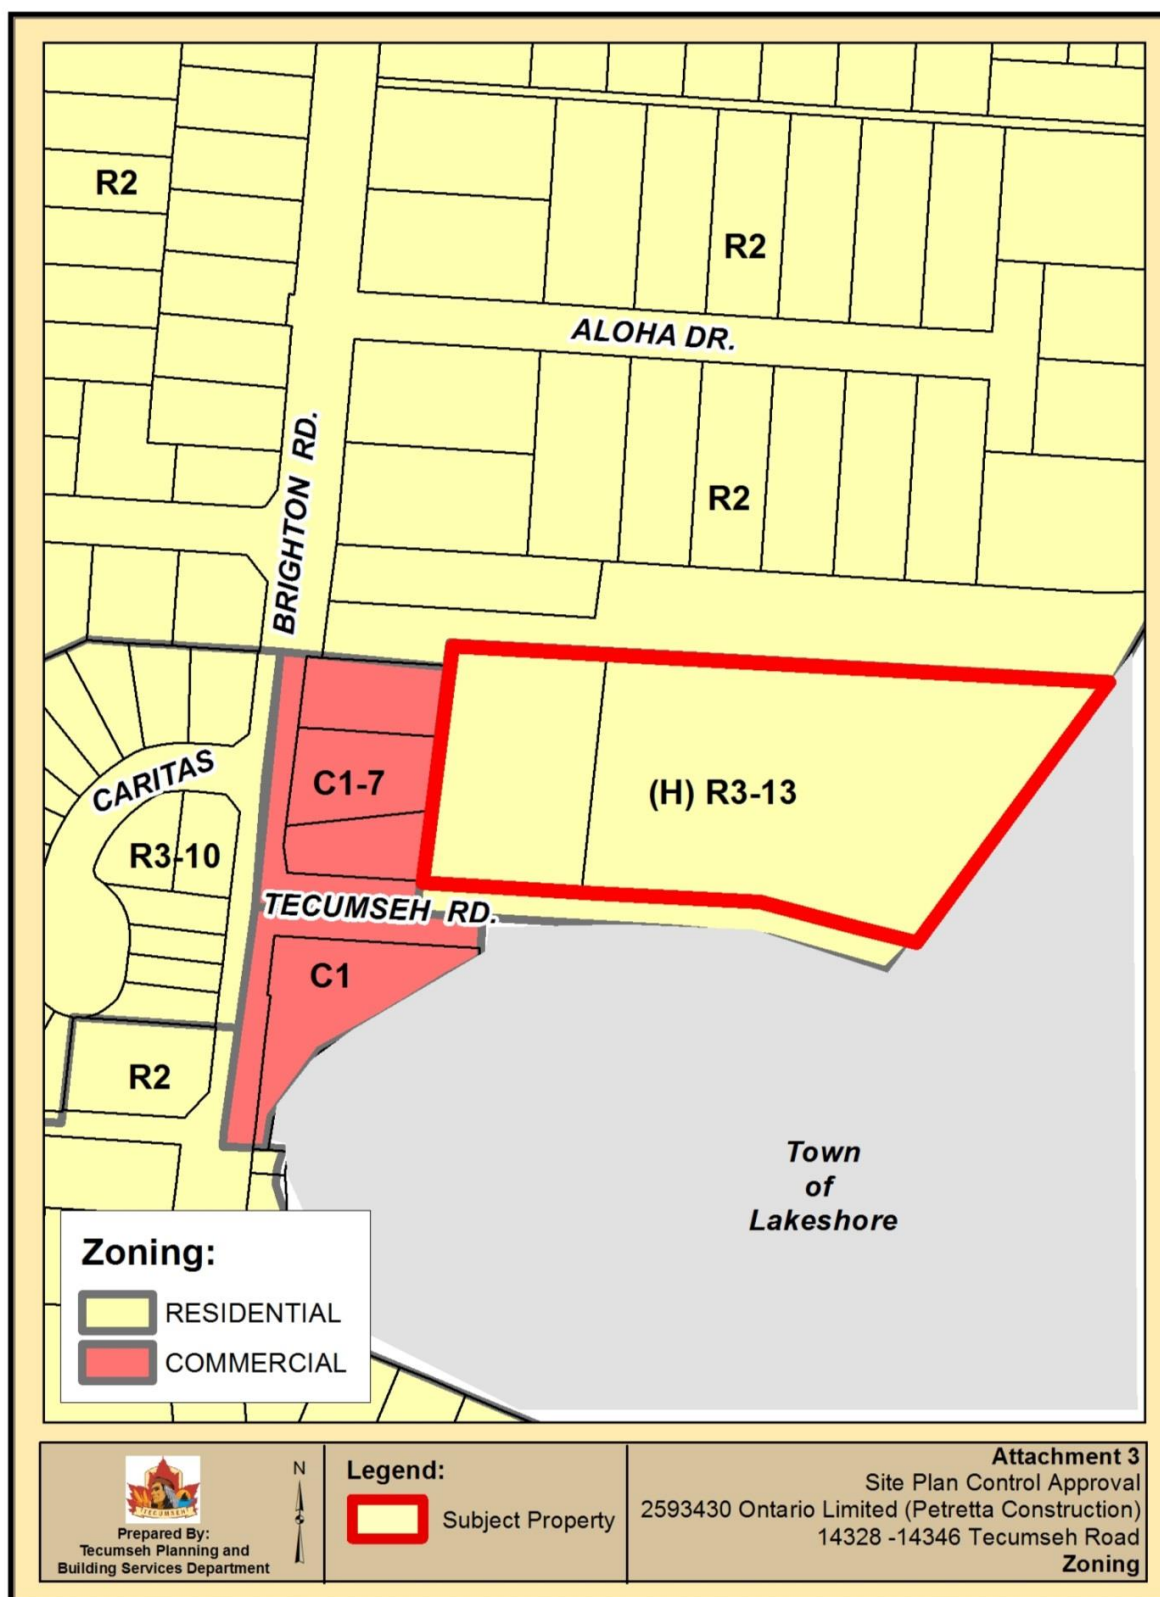 R2
R2
ALOHA DR.
BRIGHTON RD.
R2
CARITAS
C1-7
(H) R3-13
R3-10
TECUMSEH RD.
C1
R2
Town
of
Lakeshore
Zoning:
RESIDENTIAL
COMMERCIAL
TECUMSEH
Prepared By:
Tecumseh Planning and
Building Services Department
N
Legend:
Subject Property
Attachment 3
Site Plan Control Approval
2593430 Ontario Limited (Petretta Construction)
14328 -14346 Tecumseh Road
Zoning